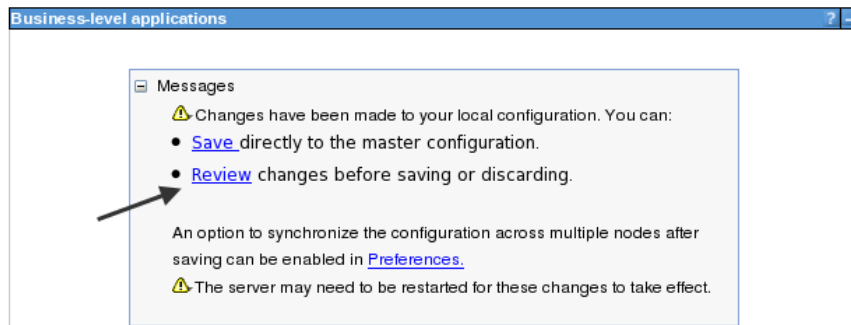 Business-level applications ? -
Messages
Changes have been made to your local configuration. You can:
• Save directly to the master configuration.
• Review changes before saving or discarding.
An option to synchronize the configuration across multiple nodes after
saving can be enabled in Preferences.
The server may need to be restarted for these changes to take effect.